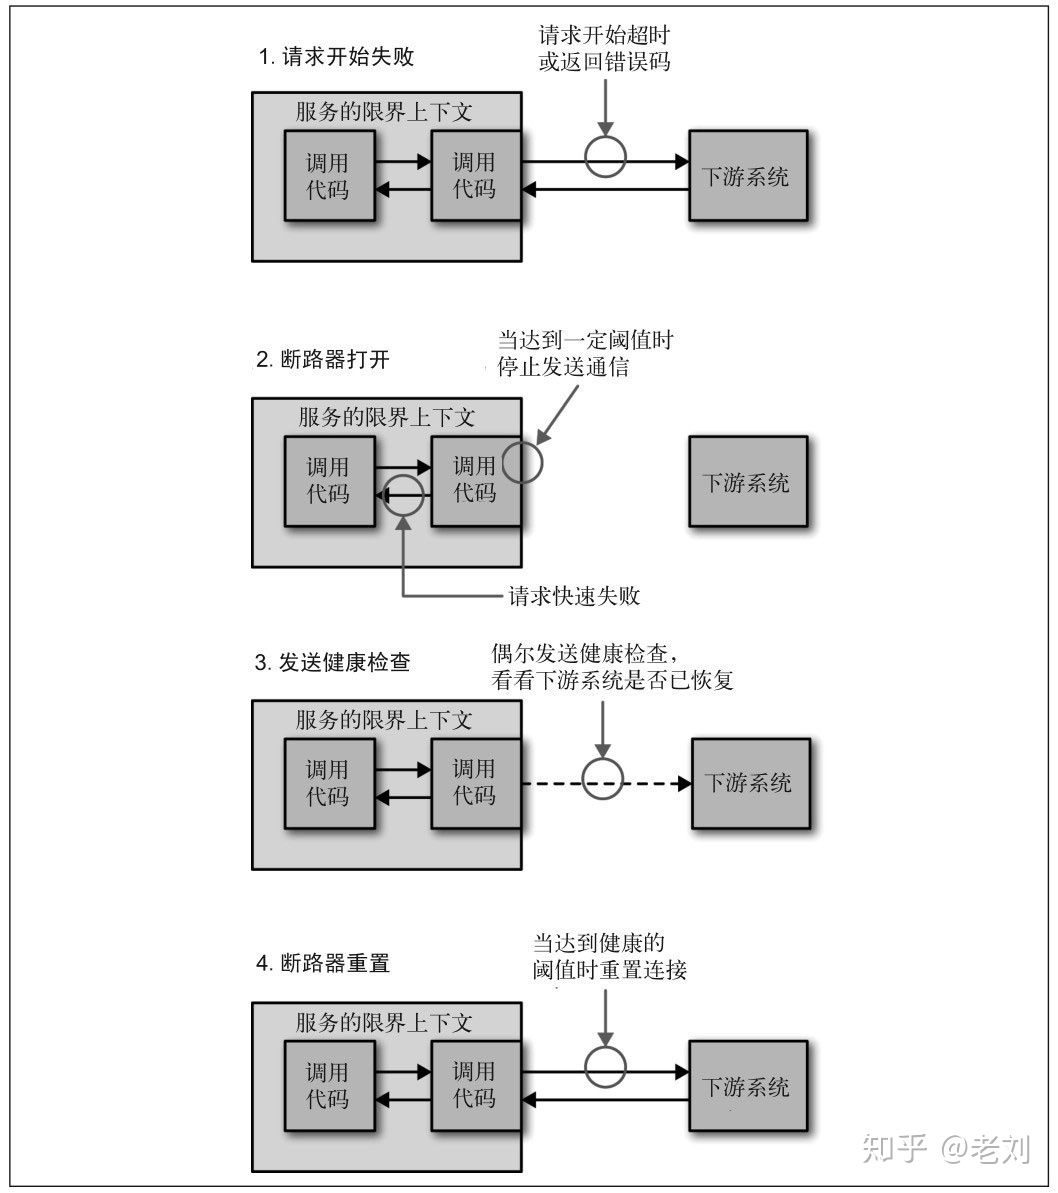 1. 请求开始失败
请求开始超时
或返回错误码
服务的限界上下文
调用
代码
调用
代码
下游系统
2. 断路器打开
当达到一定阈值时
停止发送通信
服务的限界上下文
调用
代码
调用
代码
下游系统
请求快速失败
3. 发送健康检查
偶尔发送健康检查，
看看下游系统是否已恢复
服务的限界上下文
调用
代码
调用
代码
下游系统
4. 断路器重置
当达到健康的
阈值时重置连接
服务的限界上下文
调用
代码
调用
代码
下游系统
知乎 @老刘